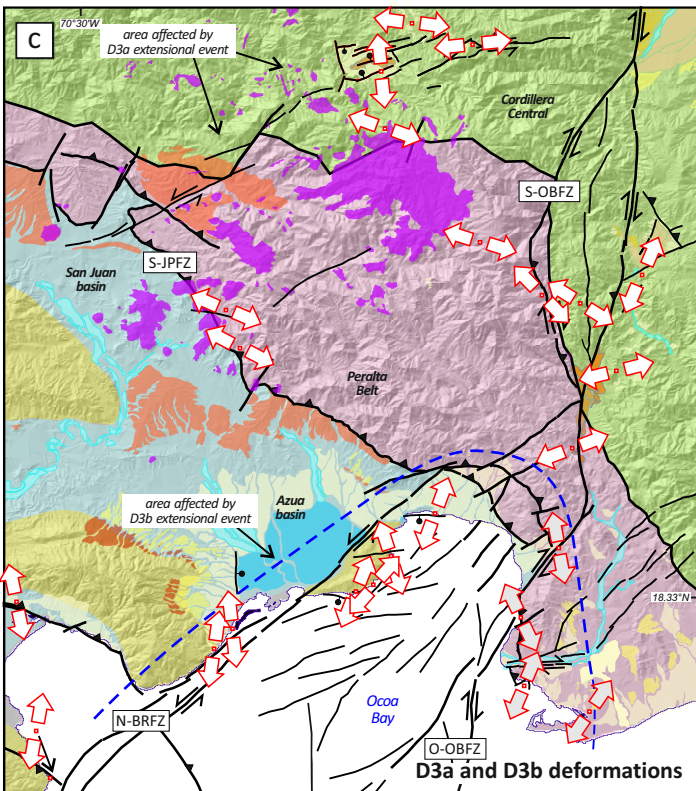 70°30'W
C
area affected by
D3a extensional event
Cordillera
Central
S-OBFZ
S-JPFZ
San Juan
basin
Peralta
Belt
area affected by
D3b extensional event
Azua
basin
18.33°N
Ocoa
Bay
N-BRFZ
O-OBFZ
D3a and D3b deformations